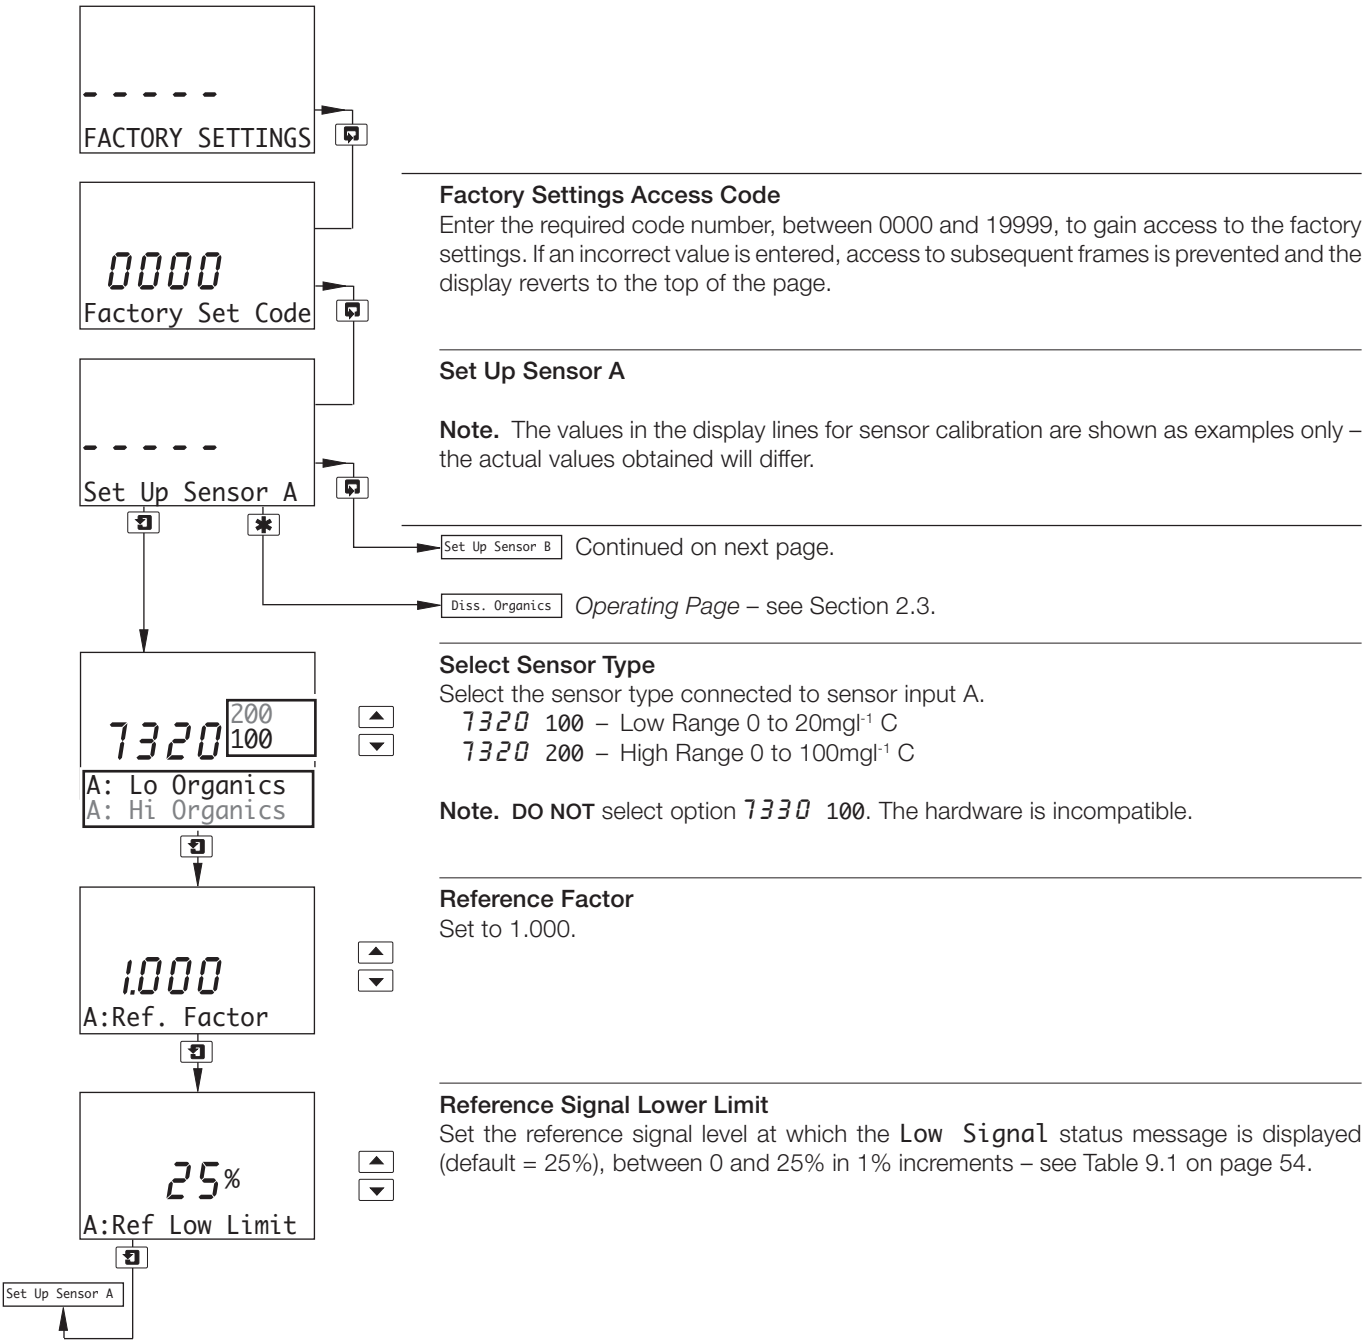 - - - - -
FACTORY SETTINGS
Factory Settings Access Code
Enter the required code number, between 0000 and 19999, to gain access to the factory
settings. If an incorrect value is entered, access to subsequent frames is prevented and the
display reverts to the top of the page.
0000
Factory Set Code
Set Up Sensor A
Note. The values in the display lines for sensor calibration are shown as examples only –
the actual values obtained will differ.
- - - - -
Set Up Sensor A
Set Up Sensor B Continued on next page.
Diss. Organics Operating Page – see Section 2.3.
Select Sensor Type
Select the sensor type connected to sensor input A.
7320 100 – Low Range 0 to 20mgl⁻¹ C
7320 200 – High Range 0 to 100mgl⁻¹ C
Note. DO NOT select option 7330 100. The hardware is incompatible.
200
7320 100
A: Lo Organics
A: Hi Organics
Reference Factor
Set to 1.000.
1.000
A:Ref. Factor
Reference Signal Lower Limit
Set the reference signal level at which the Low Signal status message is displayed
(default = 25%), between 0 and 25% in 1% increments – see Table 9.1 on page 54.
25%
A:Ref Low Limit
Set Up Sensor A